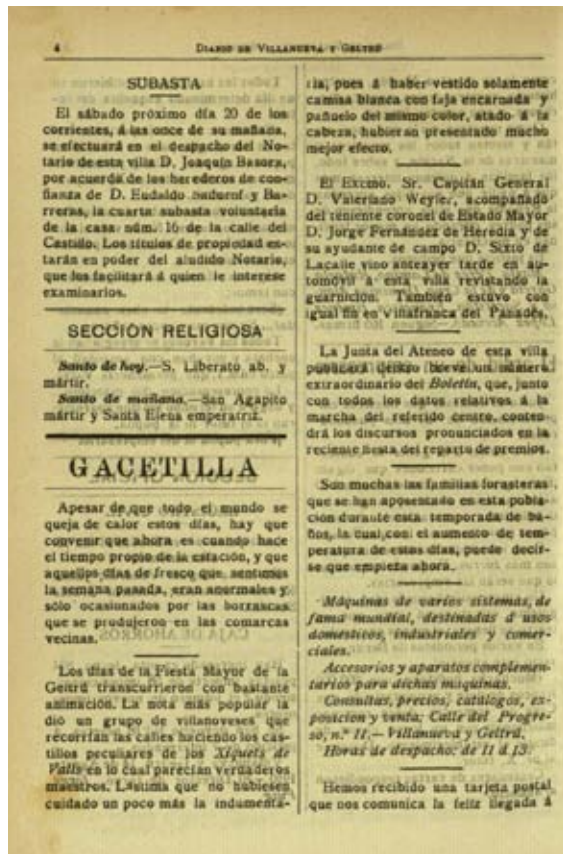 4
DIARIO DE VILLANUEVA Y GELTRÚ
SUBASTA
El sábado próximo día 20 de los
corrientes, á las once de su mañana,
se efectuará en el despacho del No-
tario de esta villa D. Joaquín Basora,
por acuerdo de los herederos de con-
fianza de D. Eudaldo Badurof y Ba-
rreras, la cuarta subasta voluntaria
de la casa núm. 16 de la calle del
Castillo. Los títulos de propiedad es-
tarán en poder del aludido Notario,
que los facilitará á quien le interese
examinarlos.
SECCIÓN RELIGIOSA
Santo de hoy.—S. Liberato ab. y
mártir.
Santo de mañana.—San Agapito
mártir y Santa Elena emperatriz.
GACETILLA
Apesar de que todo el mundo se
queja de calor estos días, hay que
convenir que ahora es cuando hace
el tiempo propio de la estación, y que
aquellos días de fresco que sentimos
la semana pasada, eran anormales y
sólo ocasionados por las borrascas
que se produjeron en las comarcas
vecinas.
Los días de la Fiesta Mayor de la
Geltrú transcurrieron con bastante
animación. La nota más popular la
dió un grupo de villanoveses que
recorrían las calles haciendo los cas-
tillos peculiares de los Xiquets de
Valls en lo cual parecían verdaderos
maestros. Lástima que no hubiesen
cuidado un poco más la indumenta-
ria, pues á haber vestido solamente
camisa blanca con faja encarnada y
pañuelo del mismo color, atado á la
cabeza, hubieran presentado mucho
mejor efecto.
El Excmo. Sr. Capitán General
D. Valeriano Weyler, acompañado
del teniente coronel de Estado Mayor
D. Jorge Fernández de Heredia y de
su ayudante de campo D. Sixto de
Lacalle vino anteayer tarde en au-
tomóvil á esta villa revistando la
guarnición. También estuvo con
igual fin en Villafranca del Panadés.
La Junta del Ateneo de esta villa
publicará dentro breve un número
extraordinario del Boletín, que, junto
con todos los datos relativos á la
marcha del referido centro, conten-
drá los discursos pronunciados en la
reciente fiesta del reparto de premios.
Son muchas las familias forasteras
que se han aposentado en esta pobla-
ción durante esta temporada de ba-
ños, la cual, con el aumento de tem-
peratura de estos días, puede decir-
se que empieza ahora.
Máquinas de varios sistemas, de
fama mundial, destinadas á usos
domésticos, industriales y comer-
ciales.
Accesorios y aparatos complemen-
tarios para dichas máquinas.
Consultas, precios, catálogos, ex-
posición y venta; Calle del Progre-
so, n.º 11.—Villanueva y Geltrú.
Horas de despacho: de 11 á 13.
Hemos recibido una tarjeta postal
que nos comunica la feliz llegada á